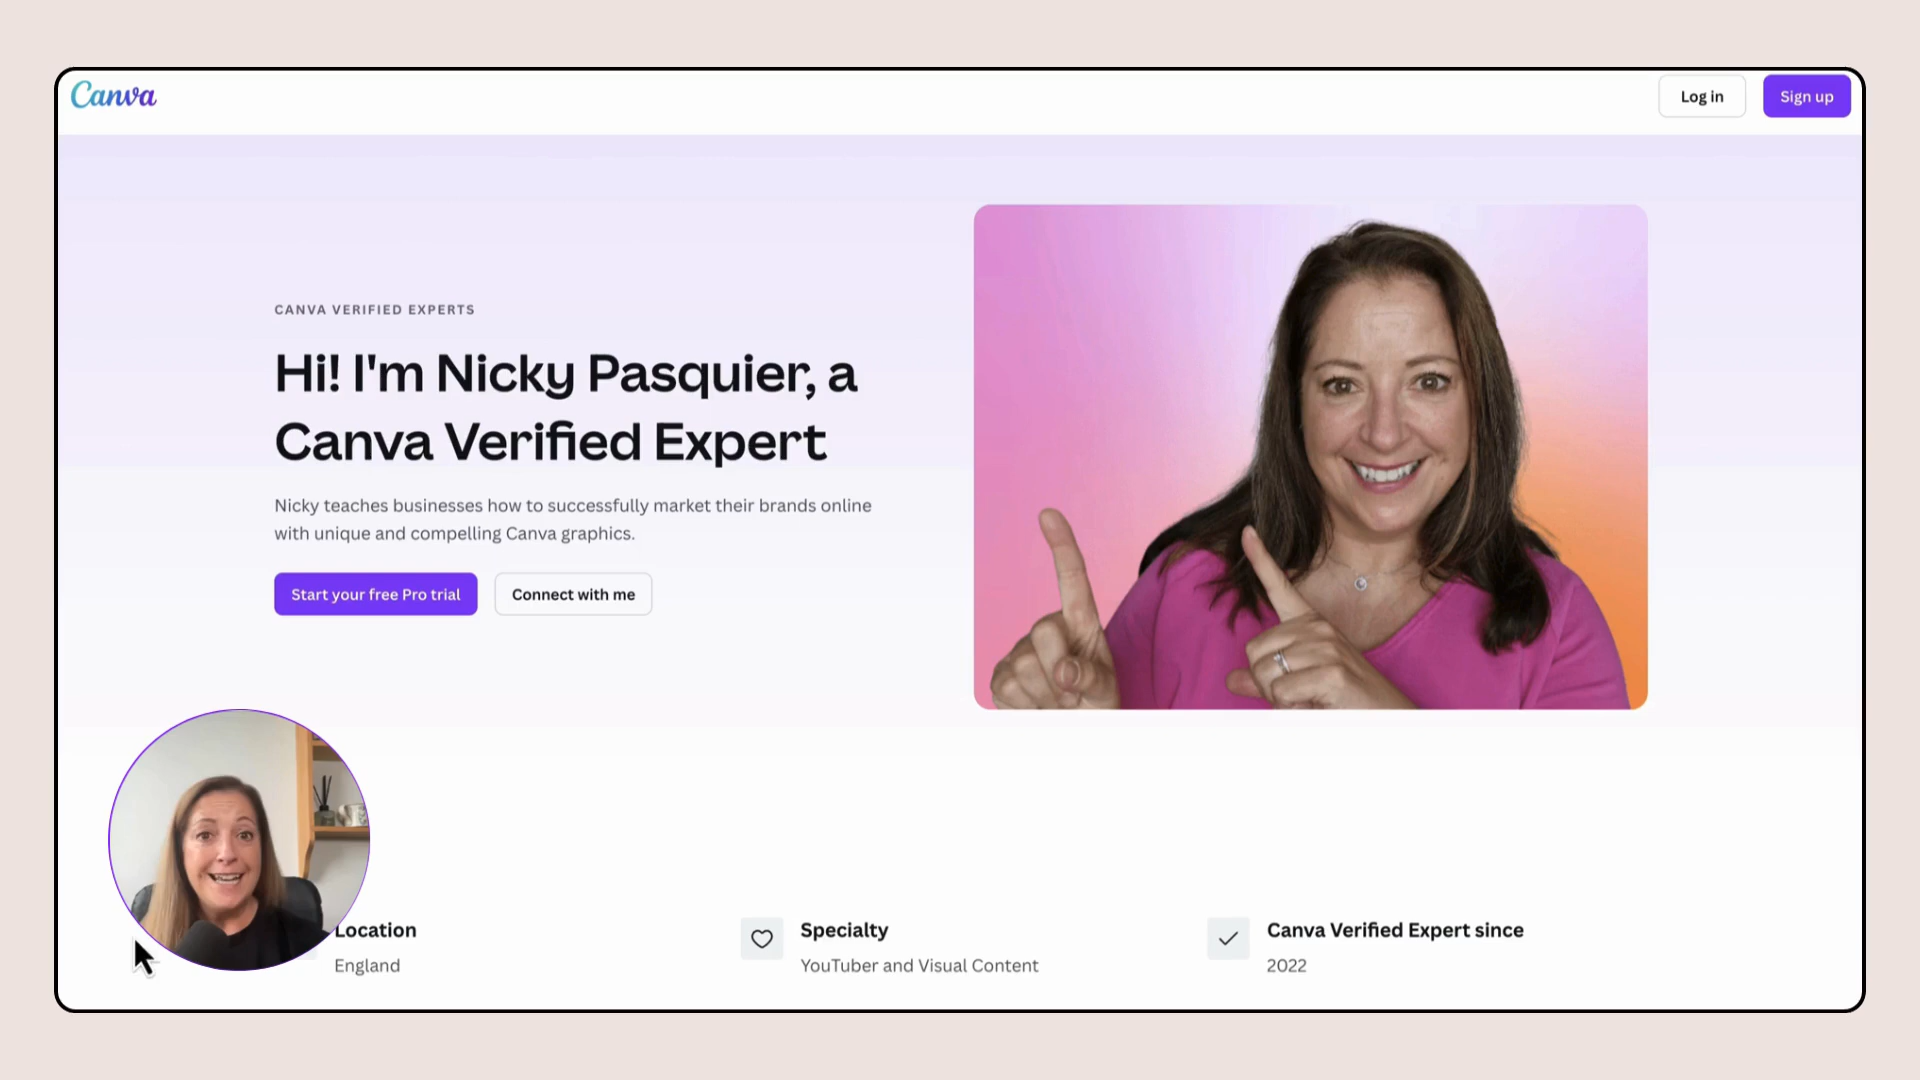 Canva
Log in
Sign up
CANVA VERIFIED EXPERTS
Hi! I'm Nicky Pasquier, a
Canva Verified Expert
Nicky teaches businesses how to successfully market their brands online
with unique and compelling Canva graphics.
Start your free Pro trial
Connect with me
Location
England
Specialty
YouTuber and Visual Content
Canva Verified Expert since
2022